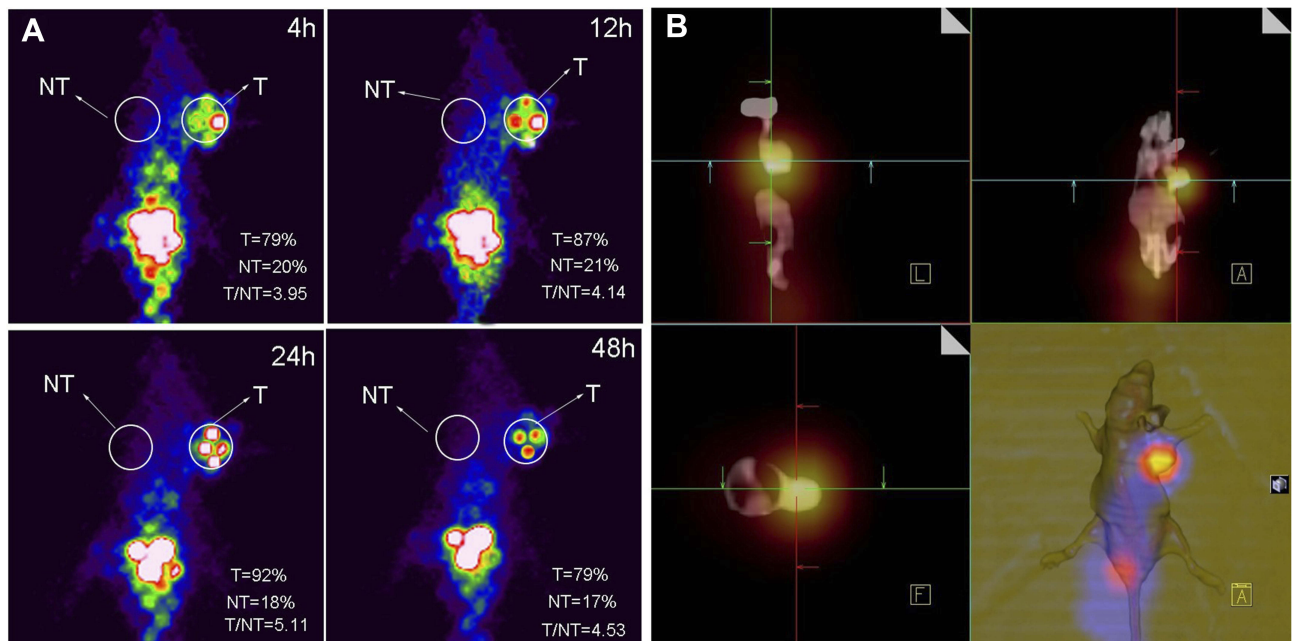 A
4h
NT
T
T=79%
NT=20%
T/NT=3.95
12h
NT
T
T=87%
NT=21%
T/NT=4.14
24h
NT
T
T=92%
NT=18%
T/NT=5.11
48h
NT
T
T=79%
NT=17%
T/NT=4.53
B
L
A
F
A